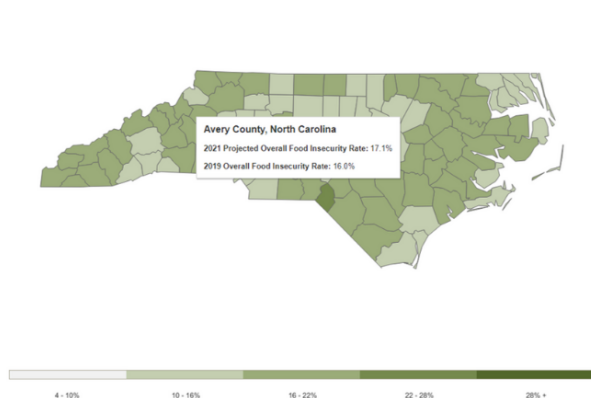 Avery County, North Carolina
2021 Projected Overall Food Insecurity Rate: 17.1%
2019 Overall Food Insecurity Rate: 16.0%
4 - 10%
10 - 16%
16 - 22%
22 - 28%
28% +